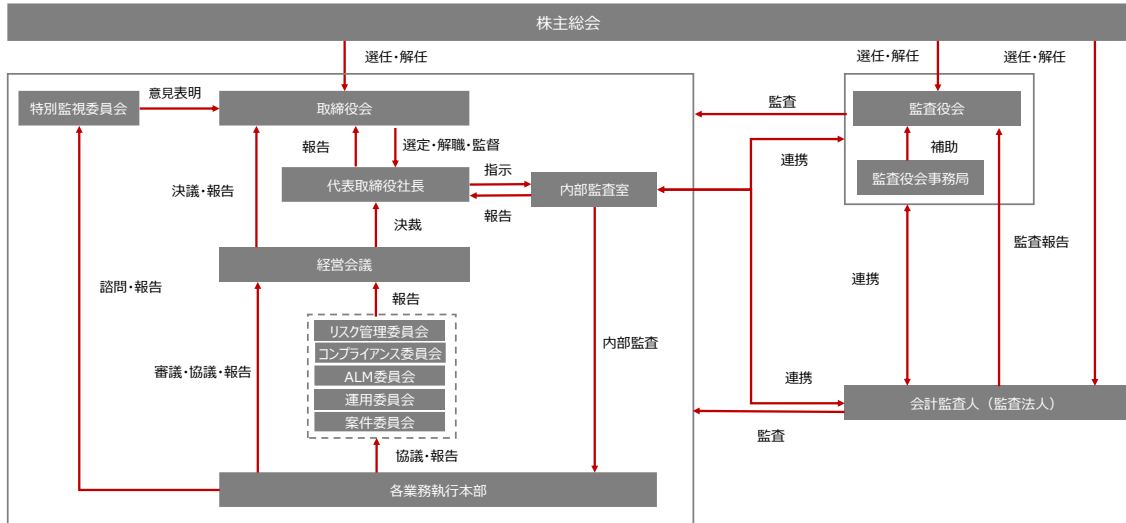 株主総会
選任・解任
選任・解任
選任・解任
特別監視委員会
意見表明
取締役会
監査
監査役会
報告
選定・解職・監督
連携
補助
代表取締役社長
指示
内部監査室
監査役会事務局
決議・報告
報告
決裁
監査報告
経営会議
連携
諮問・報告
報告
リスク管理委員会
コンプライアンス委員会
内部監査
審議・協議・報告
ALM委員会
連携
運用委員会
会計監査人（監査法人）
案件委員会
監査
協議・報告
各業務執行本部